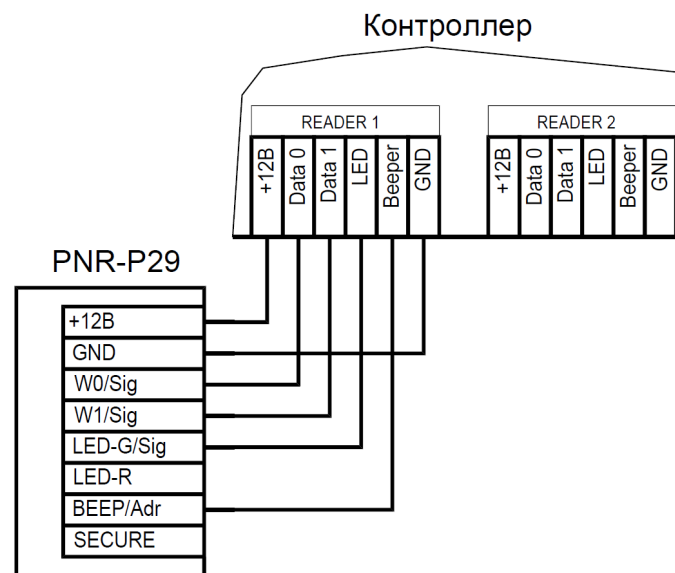 Контроллер
READER 1
READER 2
+12В
Data 0
Data 1
LED
Beeper
GND
+12В
Data 0
Data 1
LED
Beeper
GND
PNR-P29
+12В
GND
W0/Sig
W1/Sig
LED-G/Sig
LED-R
BEEP/Adr
SECURE